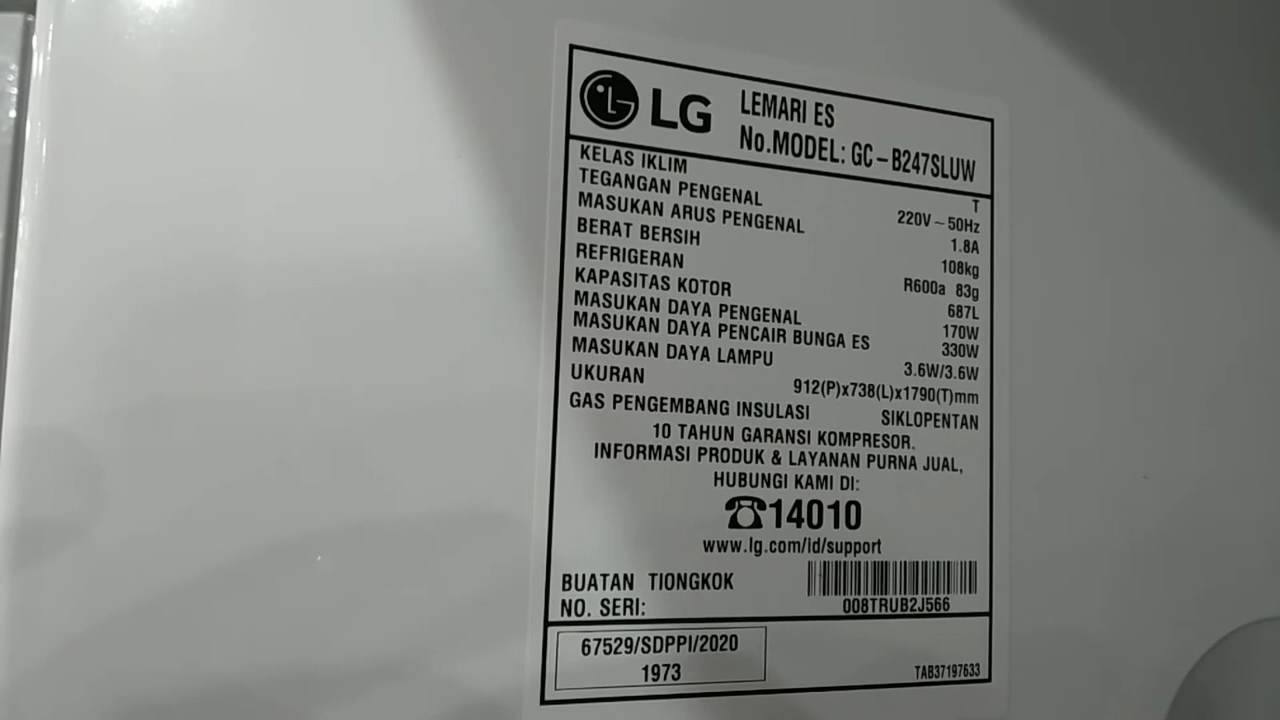 LG LEMARI ES
No.MODEL: GC-B247SLUW
KELAS IKLIM T
TEGANGAN PENGENAL 220V ~ 50Hz
MASUKAN ARUS PENGENAL 1.8A
BERAT BERSIH 108kg
REFRIGERAN R600a 83g
KAPASITAS KOTOR 687L
MASUKAN DAYA PENGENAL 170W
MASUKAN DAYA PENCAIR BUNGA ES 330W
MASUKAN DAYA LAMPU 3.6W/3.6W
UKURAN 912(P)x738(L)x1790(T)mm
GAS PENGEMBANG INSULASI SIKLOPENTAN
10 TAHUN GARANSI KOMPRESOR.
INFORMASI PRODUK & LAYANAN PURNA JUAL,
HUBUNGI KAMI DI:
☎14010
www.lg.com/id/support
BUATAN TIONGKOK
NO. SERI: 008TRUB2J566
67529/SDPPI/2020
1973
TAB37197633